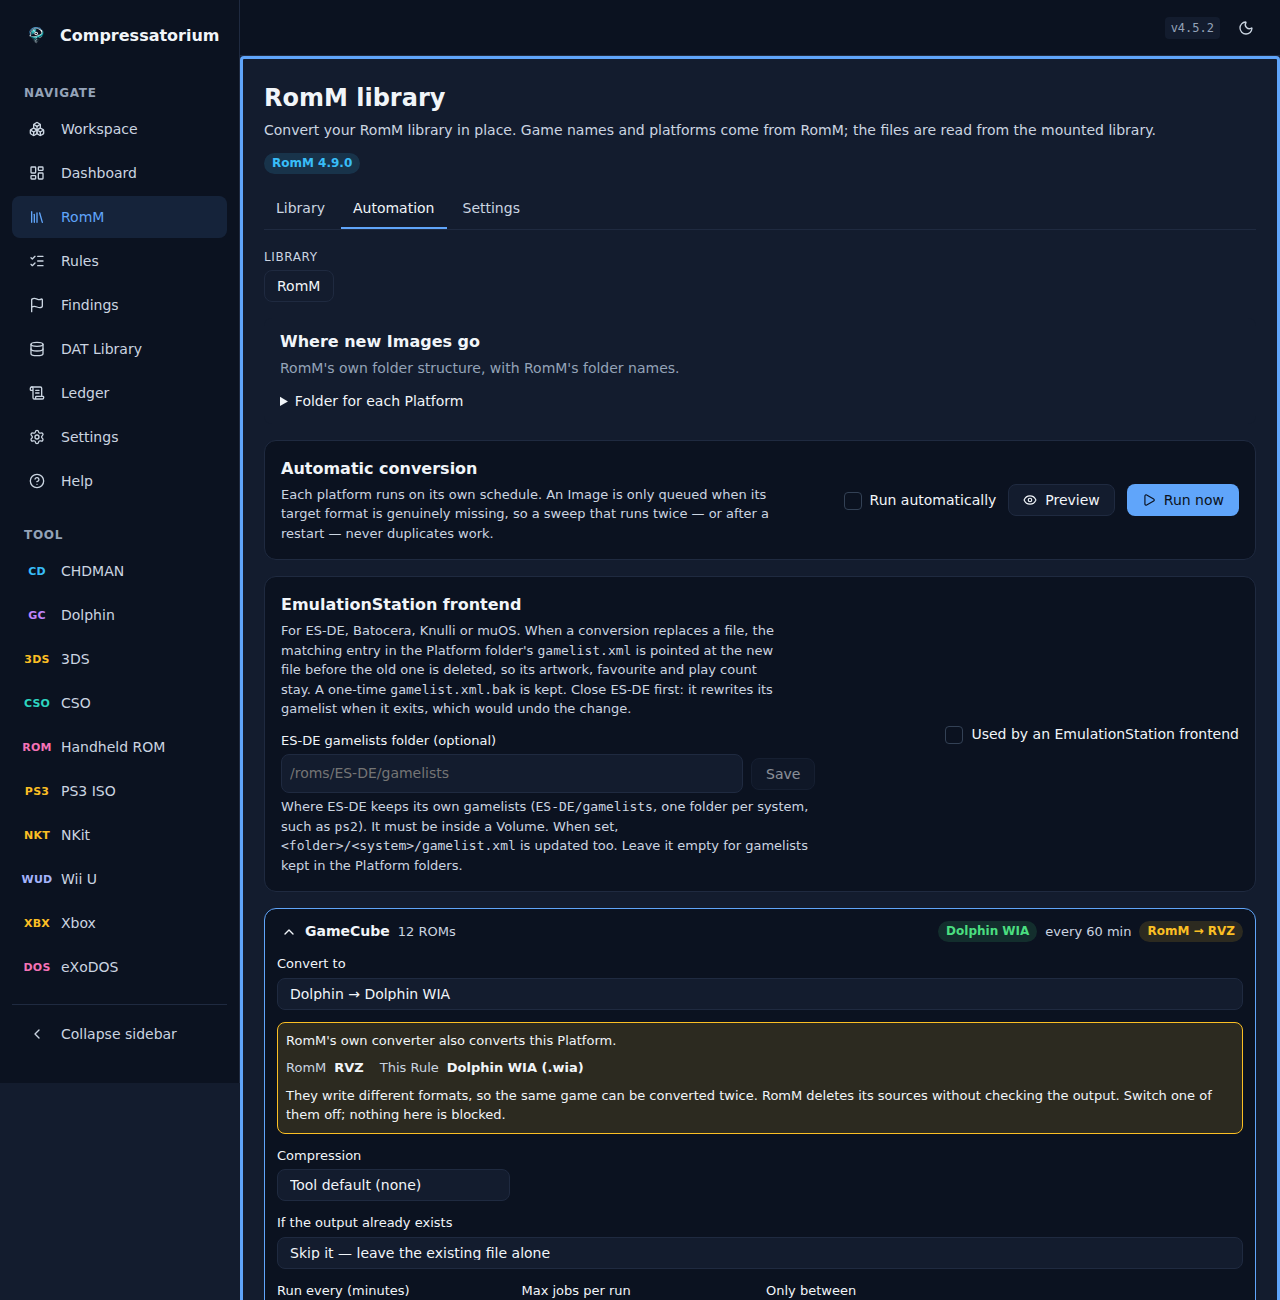 Compressatorium
v4.5.2
NAVIGATE
Workspace
Dashboard
RomM
Rules
Findings
DAT Library
Ledger
Settings
Help
TOOL
CD CHDMAN
GC Dolphin
3DS 3DS
CSO CSO
ROM Handheld ROM
PS3 PS3 ISO
NKT NKit
WUD Wii U
XBX Xbox
DOS eXoDOS
Collapse sidebar
RomM library
Convert your RomM library in place. Game names and platforms come from RomM; the files are read from the mounted library.
RomM 4.9.0
Library Automation Settings
LIBRARY
RomM
Where new Images go
RomM's own folder structure, with RomM's folder names.
Folder for each Platform
Automatic conversion
Each platform runs on its own schedule. An Image is only queued when its
target format is genuinely missing, so a sweep that runs twice — or after a
restart — never duplicates work.
Run automatically Preview Run now
EmulationStation frontend
For ES-DE, Batocera, Knulli or muOS. When a conversion replaces a file, the
matching entry in the Platform folder's gamelist.xml is pointed at the new
file before the old one is deleted, so its artwork, favourite and play count
stay. A one-time gamelist.xml.bak is kept. Close ES-DE first: it rewrites its
gamelist when it exits, which would undo the change.
ES-DE gamelists folder (optional)
/roms/ES-DE/gamelists Save
Where ES-DE keeps its own gamelists (ES-DE/gamelists, one folder per system,
such as ps2). It must be inside a Volume. When set,
<folder>/<system>/gamelist.xml is updated too. Leave it empty for gamelists
kept in the Platform folders.
Used by an EmulationStation frontend
GameCube 12 ROMs Dolphin WIA every 60 min RomM → RVZ
Convert to
Dolphin → Dolphin WIA
RomM's own converter also converts this Platform.
RomM RVZ This Rule Dolphin WIA (.wia)
They write different formats, so the same game can be converted twice. RomM deletes its sources without checking the output. Switch one of
them off; nothing here is blocked.
Compression
Tool default (none)
If the output already exists
Skip it — leave the existing file alone
Run every (minutes) Max jobs per run Only between